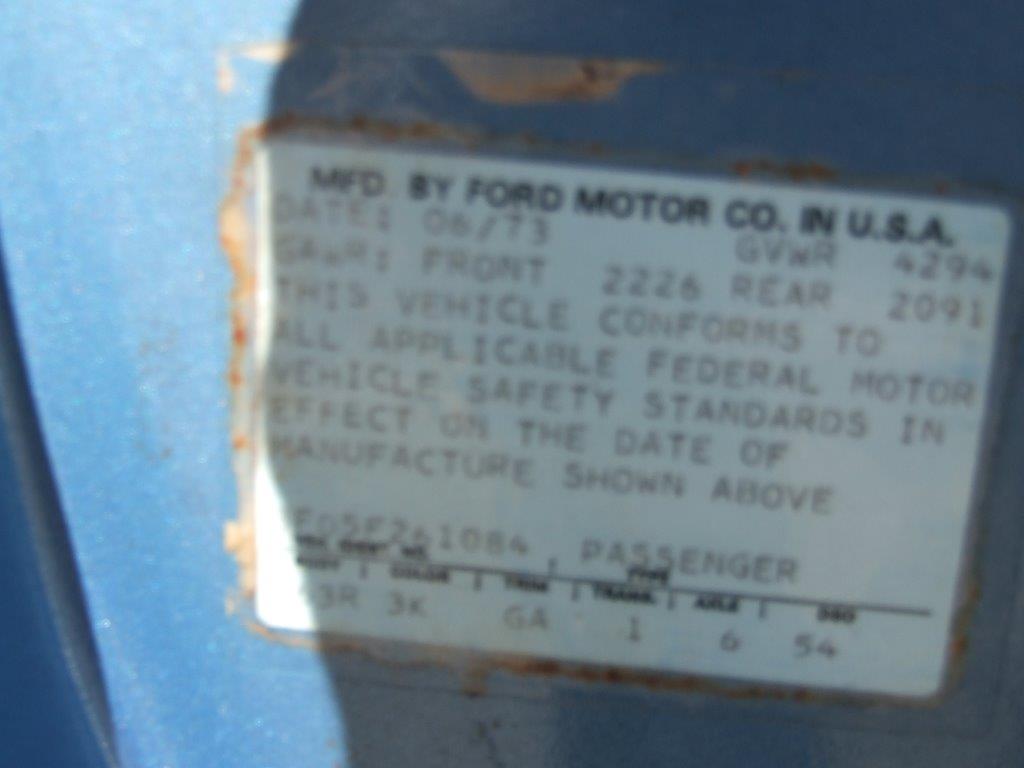 MFD. BY FORD MOTOR CO. IN U.S.A.
DATE: 06/73 GVWR 4294
GAWR: FRONT 2226 REAR 2091
THIS VEHICLE CONFORMS TO
ALL APPLICABLE FEDERAL MOTOR
VEHICLE SAFETY STANDARDS IN
EFFECT ON THE DATE OF
MANUFACTURE SHOWN ABOVE
F05F261084, PASSENGER
TYPE
BODY | COLOR | TRIM | TRANS. | AXLE | DSO
3K GA 1 6 54